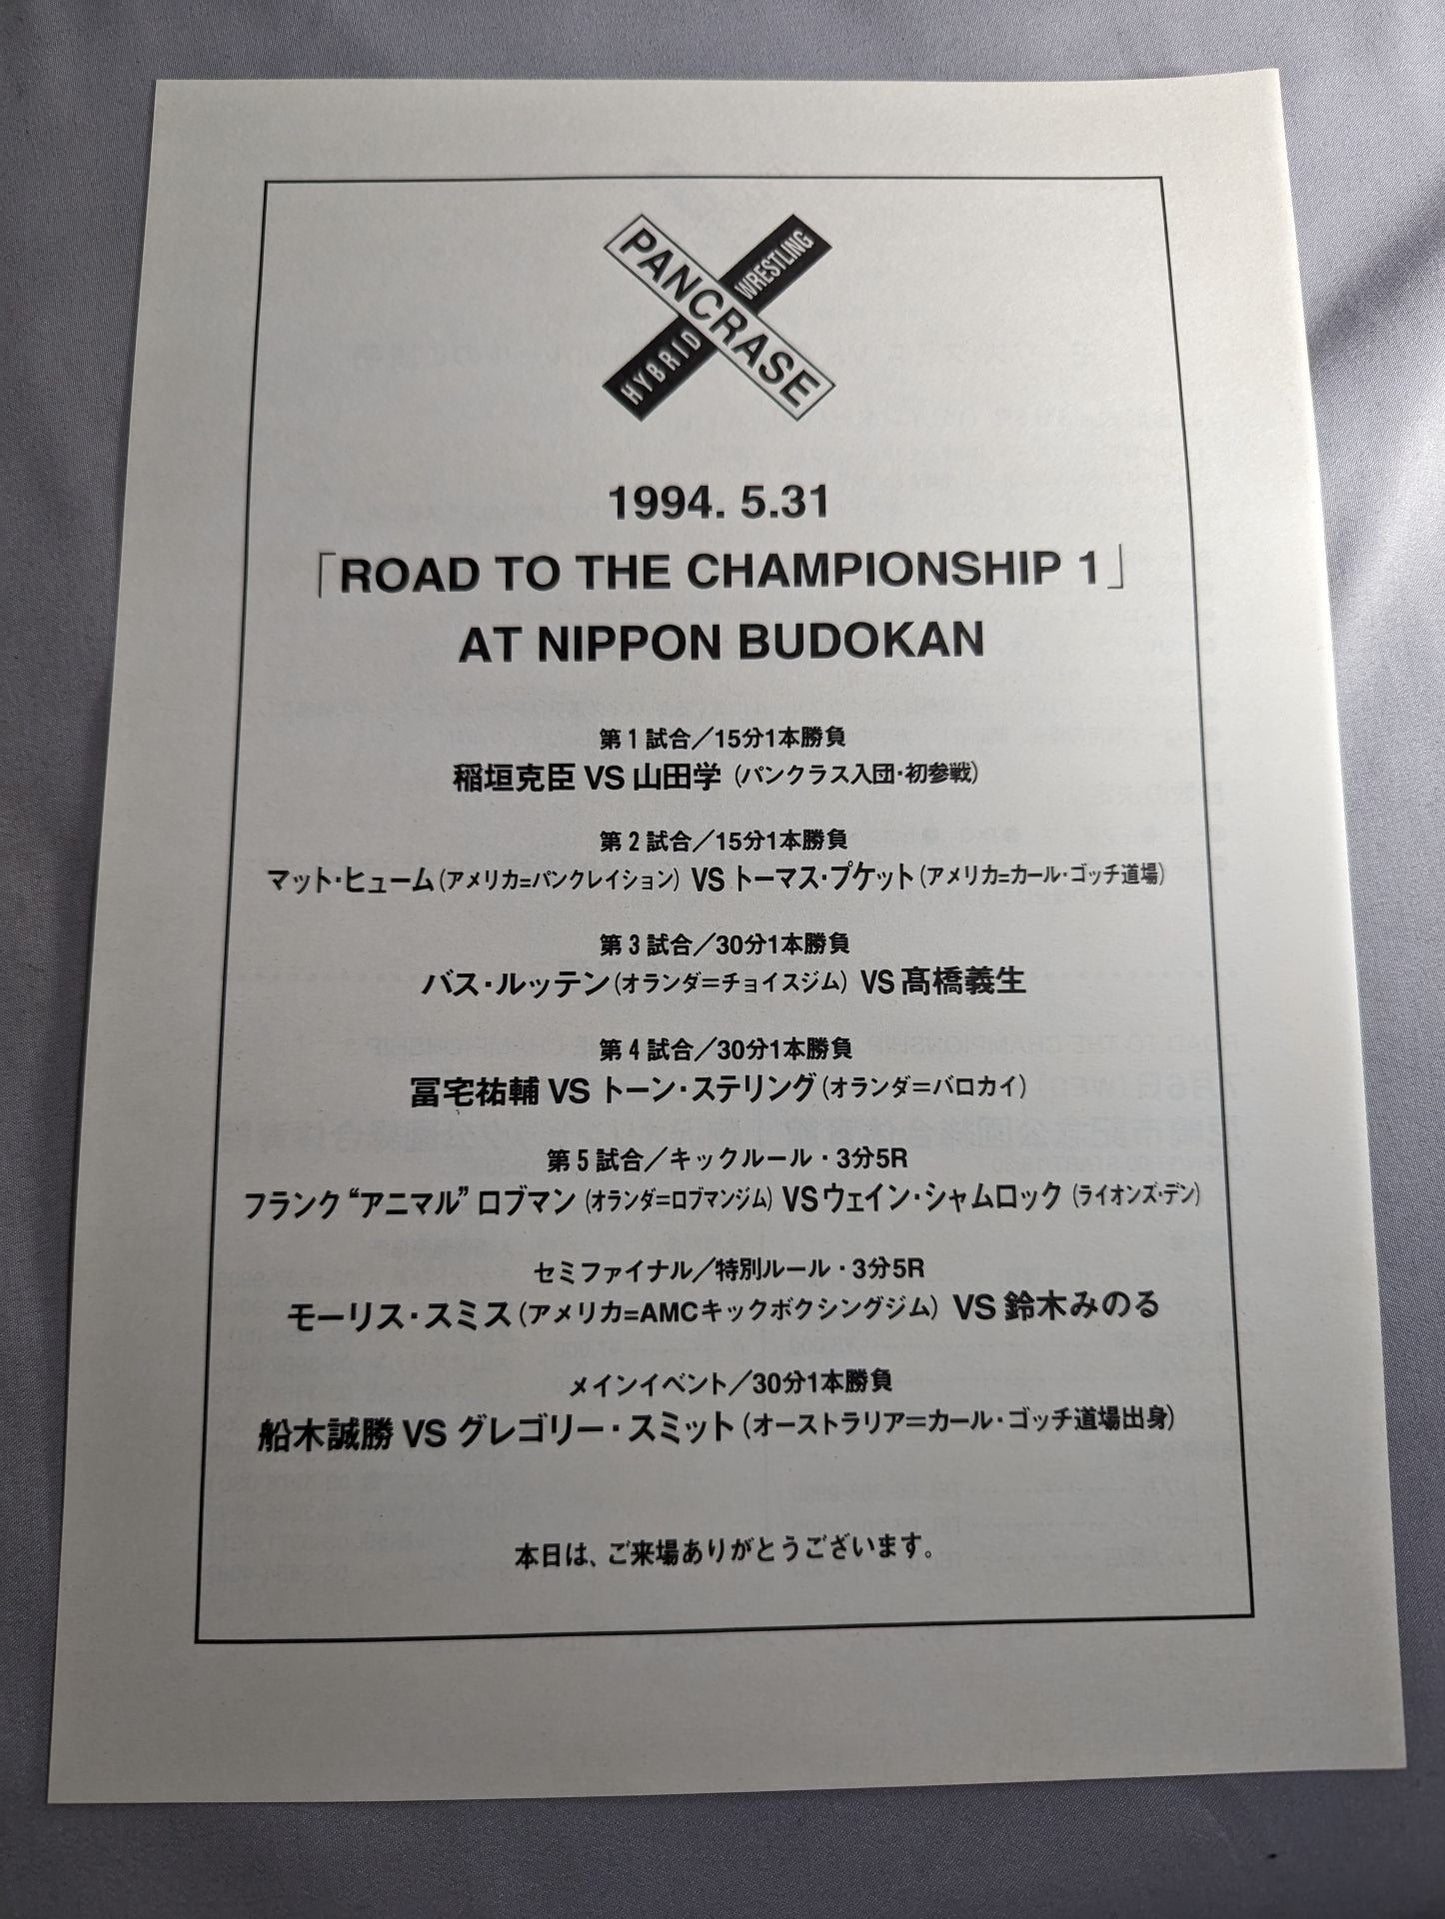 PANCRASE
HYBRID WRESTLING
1994. 5.31
「ROAD TO THE CHAMPIONSHIP 1」
AT NIPPON BUDOKAN
第1試合／15分1本勝負
稲垣克臣 VS 山田学（パンクラス入団・初参戦）
第2試合／15分1本勝負
マット・ヒューム（アメリカ=パンクレイション） VS トーマス・プケット（アメリカ=カール・ゴッチ道場）
第3試合／30分1本勝負
バス・ルッテン（オランダ=チョイスジム） VS 髙橋義生
第4試合／30分1本勝負
冨宅祐輔 VS トーン・ステリング（オランダ=バロカイ）
第5試合／キックルール・3分5R
フランク“アニマル”ロブマン（オランダ=ロブマンジム） VS ウェイン・シャムロック（ライオンズ・デン）
セミファイナル／特別ルール・3分5R
モーリス・スミス（アメリカ=AMCキックボクシングジム） VS 鈴木みのる
メインイベント／30分1本勝負
船木誠勝 VS グレゴリー・スミット（オーストラリア=カール・ゴッチ道場出身）
本日は、ご来場ありがとうございます。